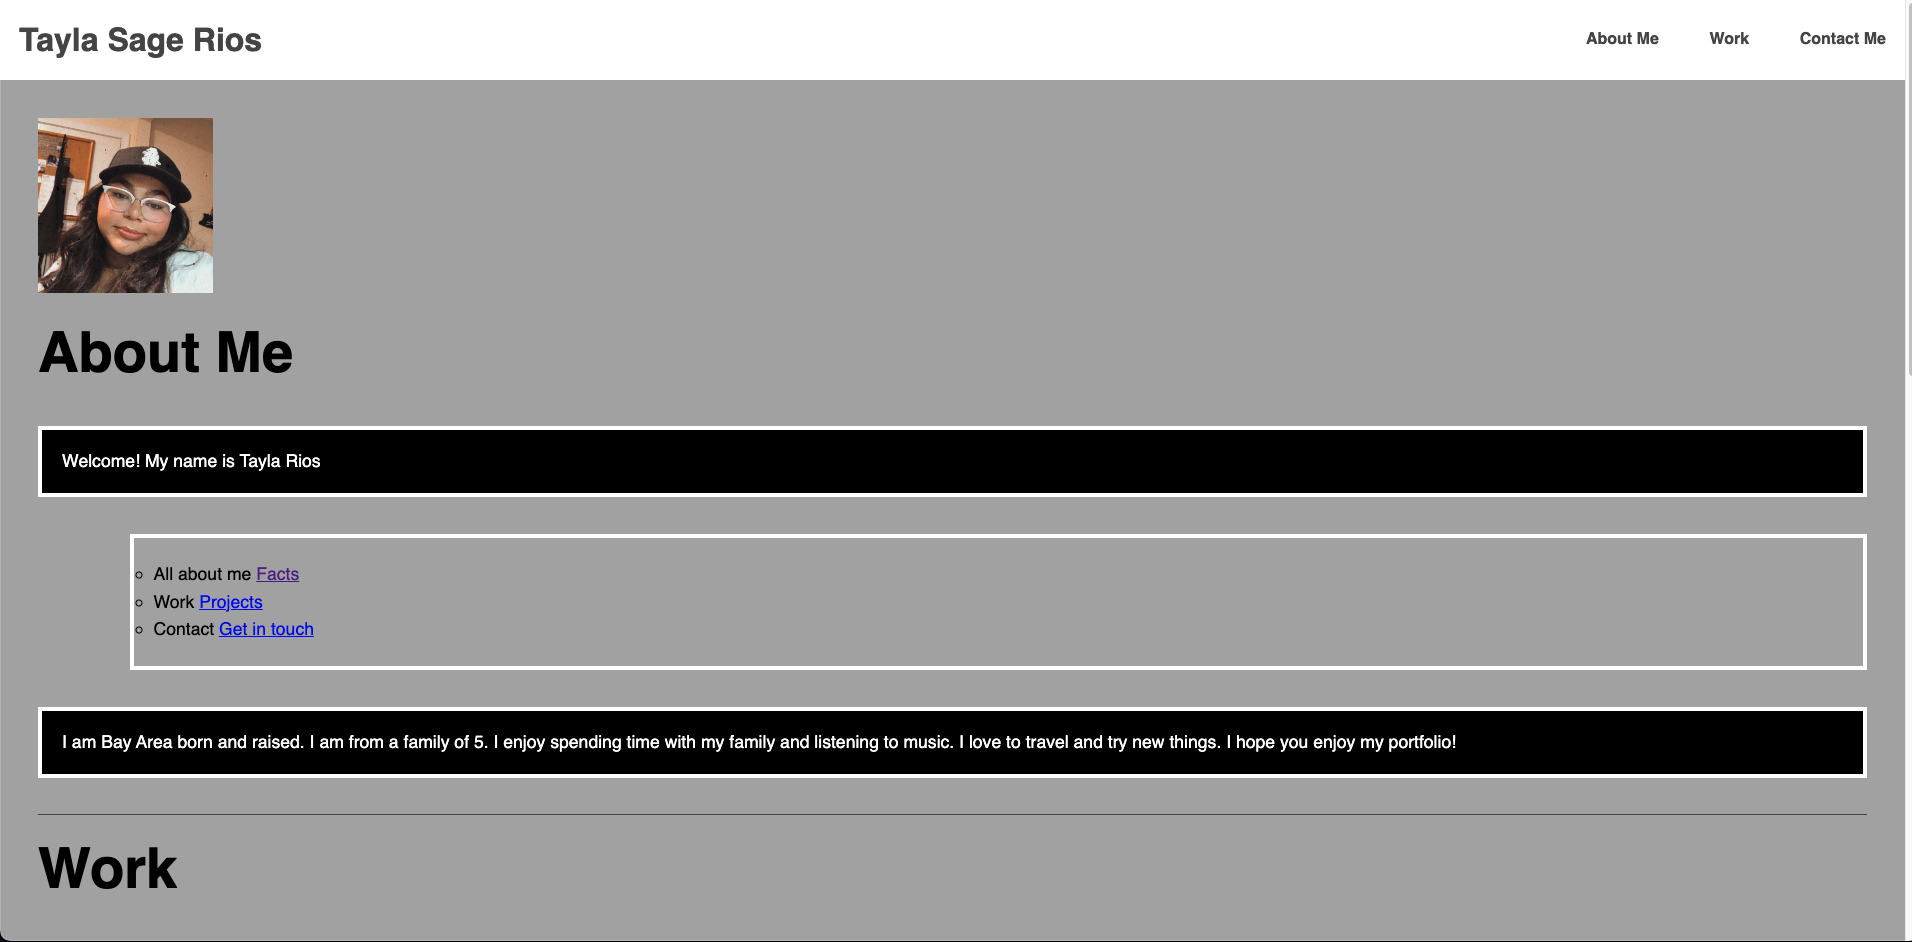 Tayla Sage Rios
About Me Work Contact Me
About Me
Welcome! My name is Tayla Rios
All about me Facts
Work Projects
Contact Get in touch
I am Bay Area born and raised. I am from a family of 5. I enjoy spending time with my family and listening to music. I love to travel and try new things. I hope you enjoy my portfolio!
Work